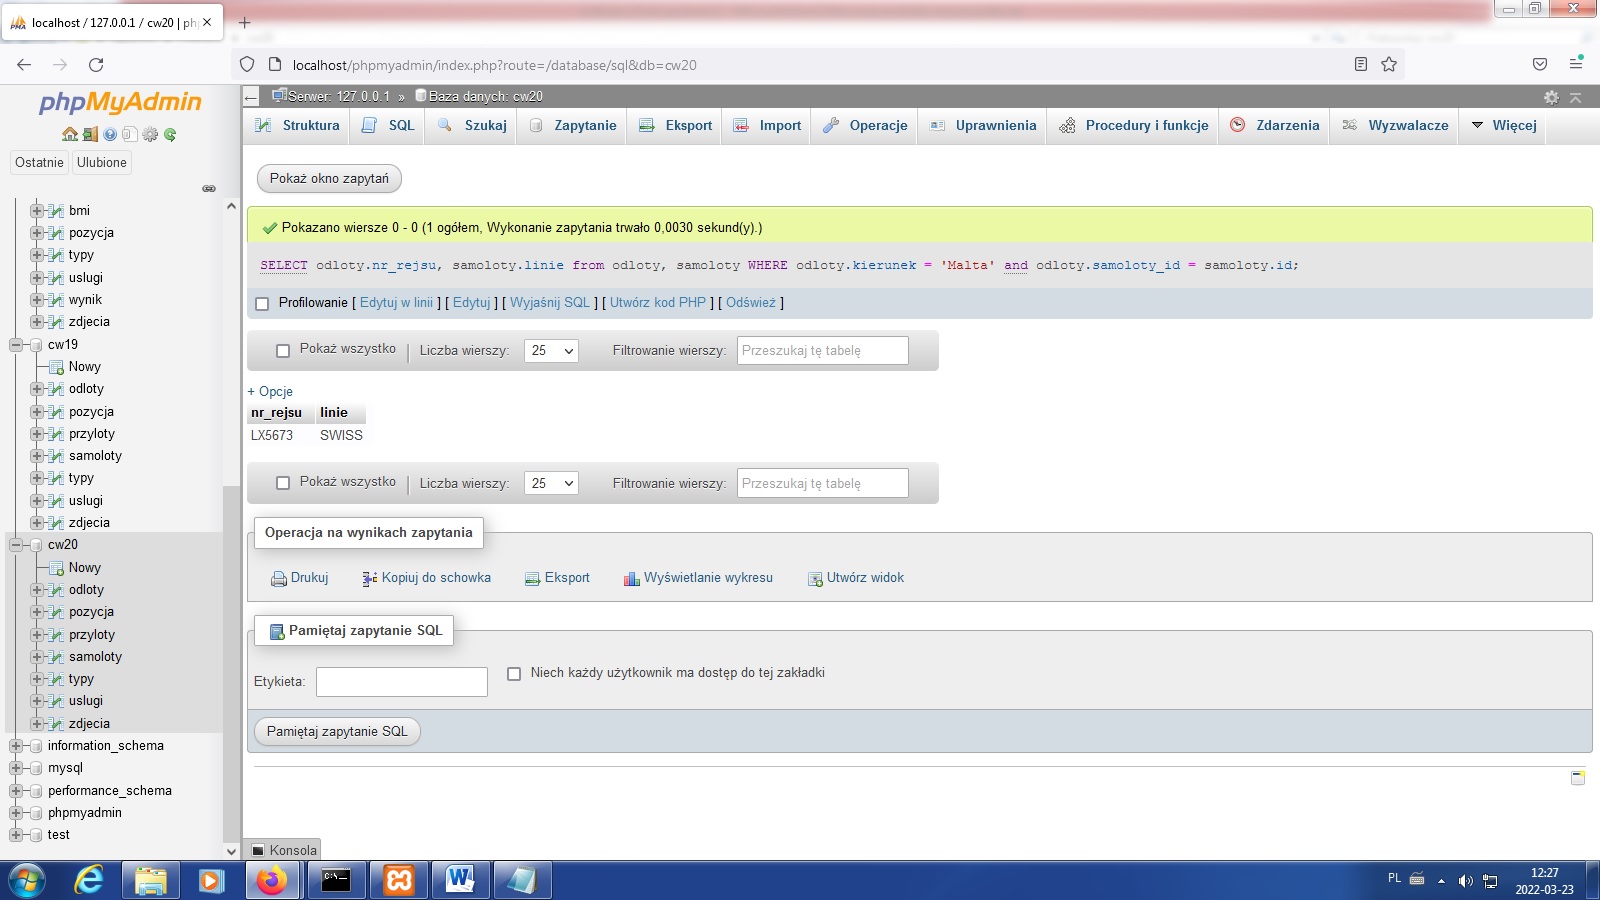 localhost / 127.0.0.1 / cw20 | ph
localhost/phpmyadmin/index.php?route=/database/sql&db=cw20
phpMyAdmin
Ostatnie Ulubione
bmi
pozycja
typy
uslugi
wynik
zdjecia
cw19
Nowy
odloty
pozycja
przyloty
samoloty
typy
uslugi
zdjecia
cw20
Nowy
odloty
pozycja
przyloty
samoloty
typy
uslugi
zdjecia
information_schema
mysql
performance_schema
phpmyadmin
test
Serwer: 127.0.0.1 » Baza danych: cw20
Struktura SQL Szukaj Zapytanie Eksport Import Operacje Uprawnienia Procedury i funkcje Zdarzenia Wyzwalacze Więcej
Pokaż okno zapytań
Pokazano wiersze 0 - 0 (1 ogółem, Wykonanie zapytania trwało 0,0030 sekund(y).)
SELECT odloty.nr_rejsu, samoloty.linie from odloty, samoloty WHERE odloty.kierunek = 'Malta' and odloty.samoloty_id = samoloty.id;
Profilowanie [ Edytuj w linii ] [ Edytuj ] [ Wyjaśnij SQL ] [ Utwórz kod PHP ] [ Odśwież ]
Pokaż wszystko | Liczba wierszy: 25 Filtrowanie wierszy: Przeszukaj tę tabelę
+ Opcje
nr_rejsu linie
LX5673 SWISS
Pokaż wszystko | Liczba wierszy: 25 Filtrowanie wierszy: Przeszukaj tę tabelę
Operacja na wynikach zapytania
Drukuj Kopiuj do schowka Eksport Wyświetlanie wykresu Utwórz widok
Pamiętaj zapytanie SQL
Etykieta: Niech każdy użytkownik ma dostęp do tej zakładki
Pamiętaj zapytanie SQL
Konsola
PL 12:27
2022-03-23